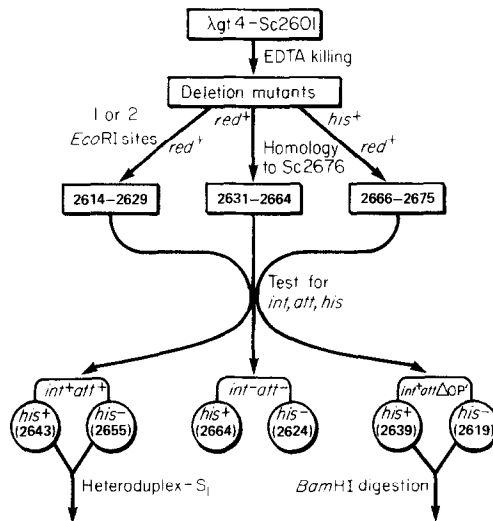 λgt4-Sc2601
EDTA killing
Deletion mutants
1 or 2
EcoRI sites
red+
red+
his+
red+
Homology
to Sc2676
2614-2629
2631-2664
2666-2675
Test for
int, att, his
int+att+
int-att-
int+attΔOP'
his+
(2643)
his-
(2655)
his+
(2664)
his-
(2624)
his+
(2639)
his-
(2619)
Heteroduplex-S1
BamHI digestion